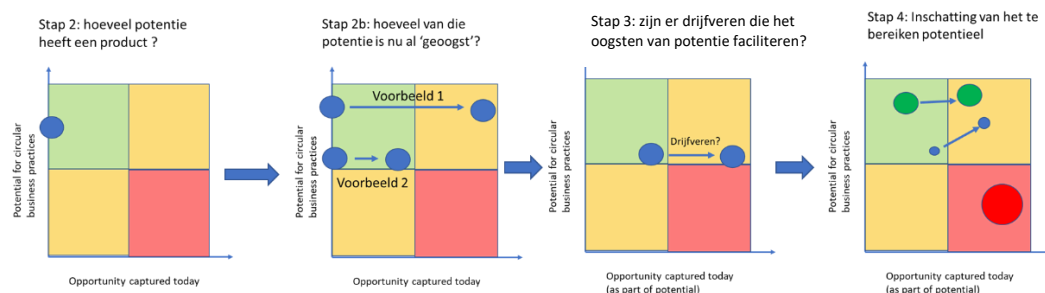 Stap 2: hoeveel potentie
heeft een product ?
Potential for circular
business practices
Opportunity captured today
Stap 2b: hoeveel van die
potentie is nu al ‘geoogst’?
Voorbeeld 1
Voorbeeld 2
Potential for circular
business practices
Opportunity captured today
Stap 3: zijn er drijfveren die het
oogsten van potentie faciliteren?
Drijfveren?
Potential for circular
business practices
Opportunity captured today
(as part of potential)
Stap 4: Inschatting van het te
bereiken potentieel
Potential for circular
business practices
Opportunity captured today
(as part of potential)